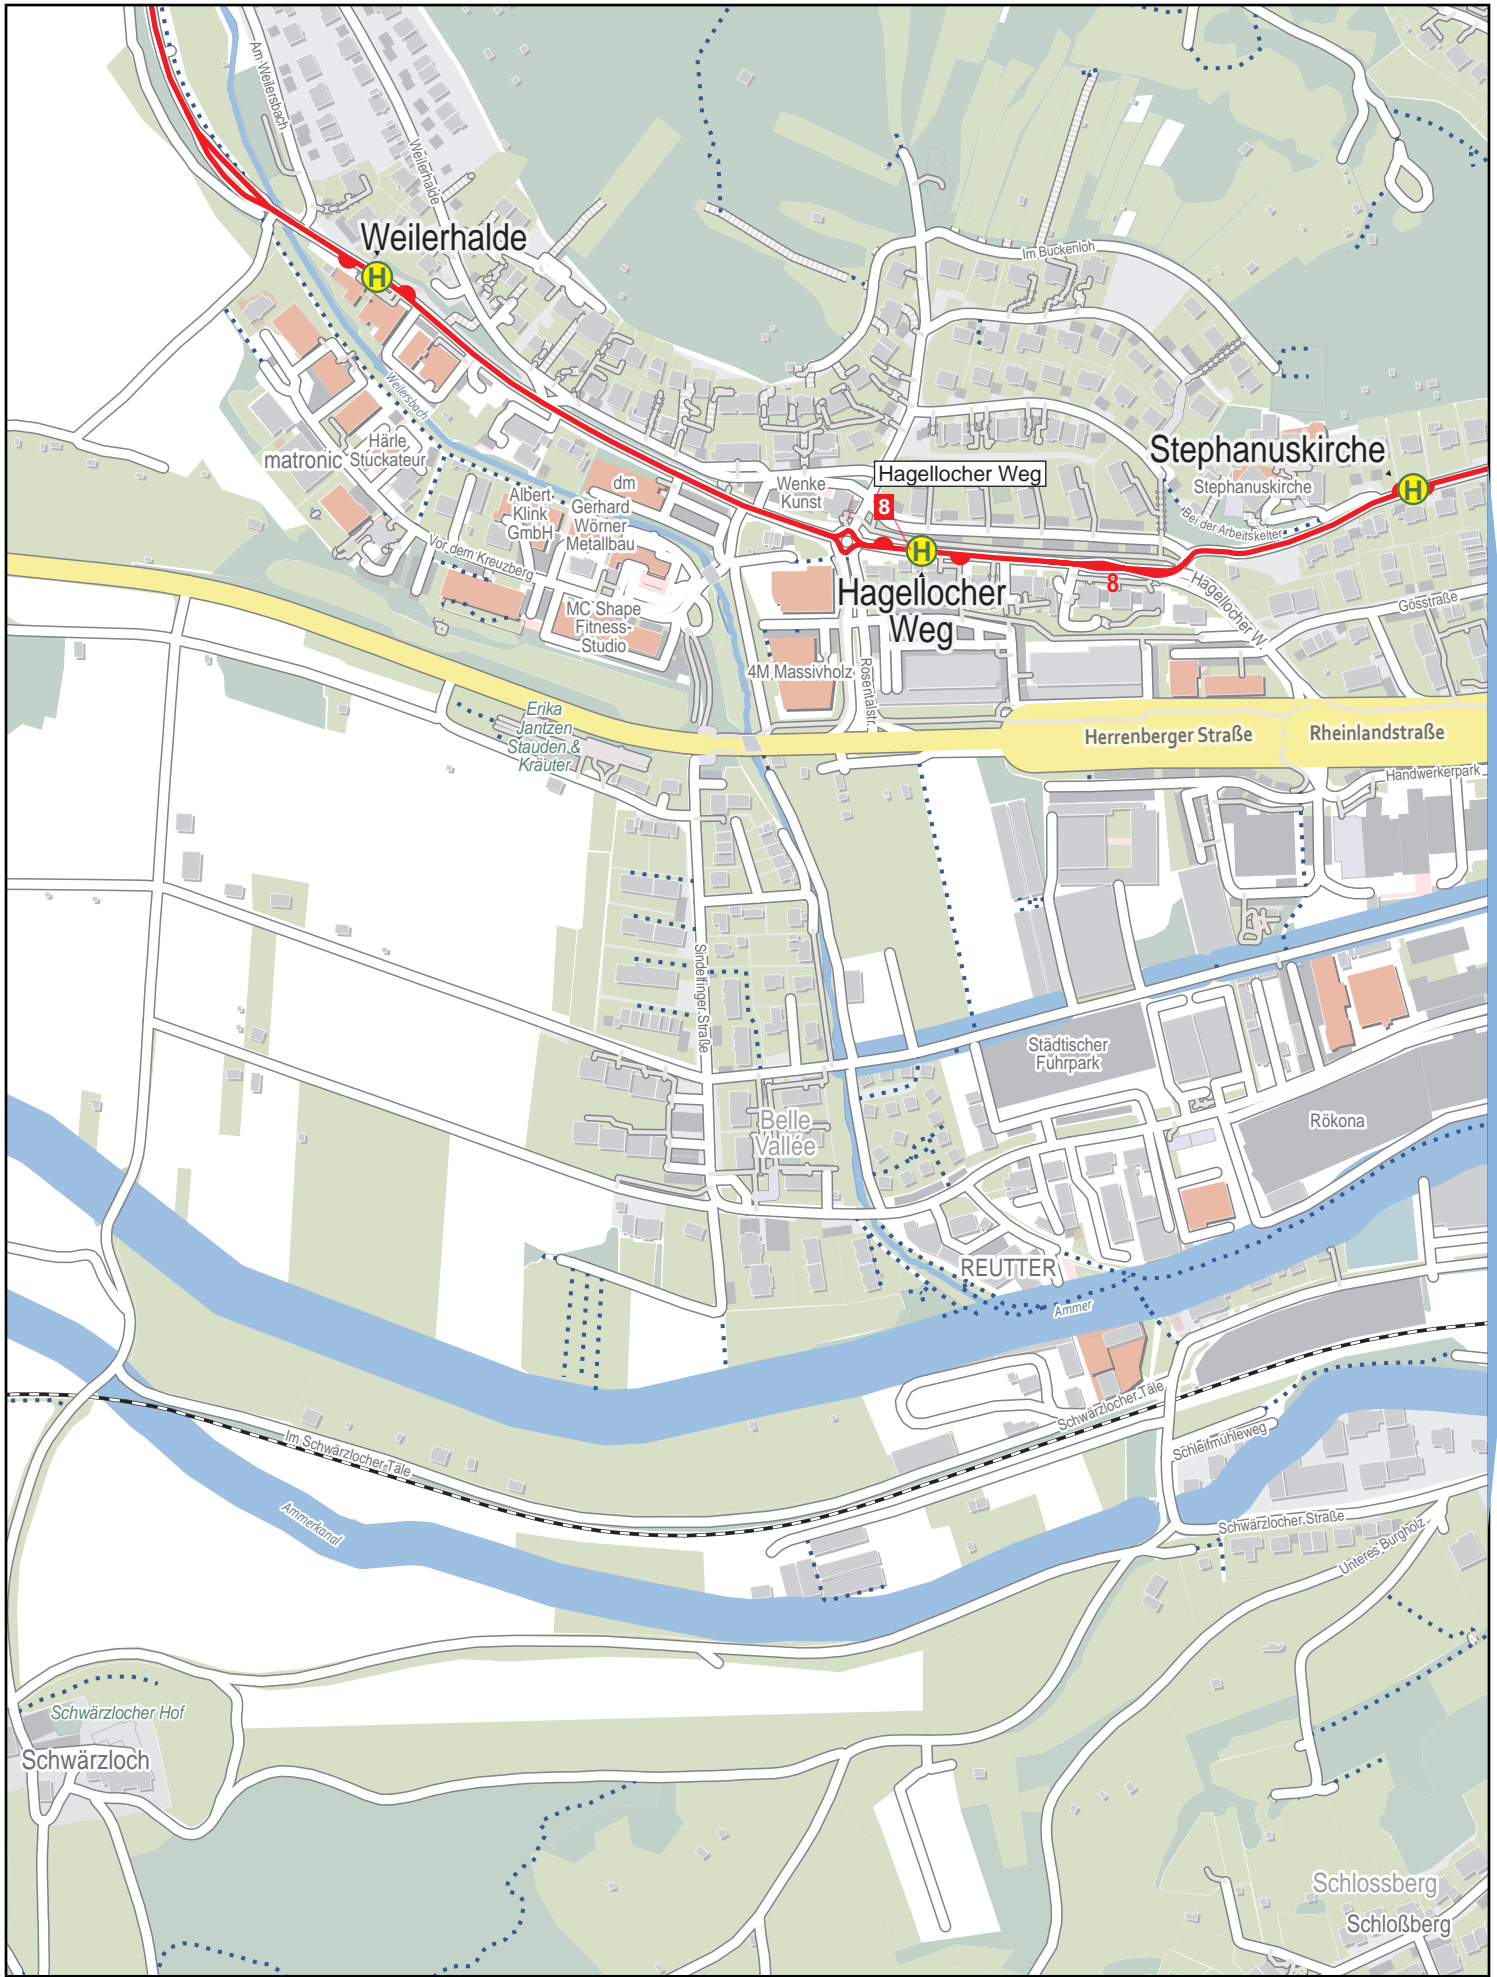 Am Weilersbach
Weilerhalde
Weilerhalde
H
Im Buckenloh
Weilersbach
Härle
Stuckateur
matronic
Stephanuskirche
Hagellocher Weg
8
Wenke
Kunst
dm
Albert
Klink
GmbH
Gerhard
Wörner
Metallbau
Stephanuskirche
H
Bei der Arbeitskelter
Vor dem Kreuzberg
H
8
Hagellocher
Weg
Hagellocher W.
Gösstraße
MC Shape
Fitness-
Studio
4M Massivholz
Rosentalstr.
Erika
Jantzen
Stauden &
Kräuter
Herrenberger Straße
Rheinlandstraße
Handwerkerpark
Sindelfinger Straße
Städtischer
Fuhrpark
Belle
Vallée
Rökona
REUTTER
Ammer
Schwärzlocher-Täle
Im Schwärzlocher-Täle
Schleifmühleweg
Ammerkanal
Schwärzlocher Straße
Unteres Burgholz
Schwärzlocher Hof
Schwärzloch
Schlossberg
Schloßberg